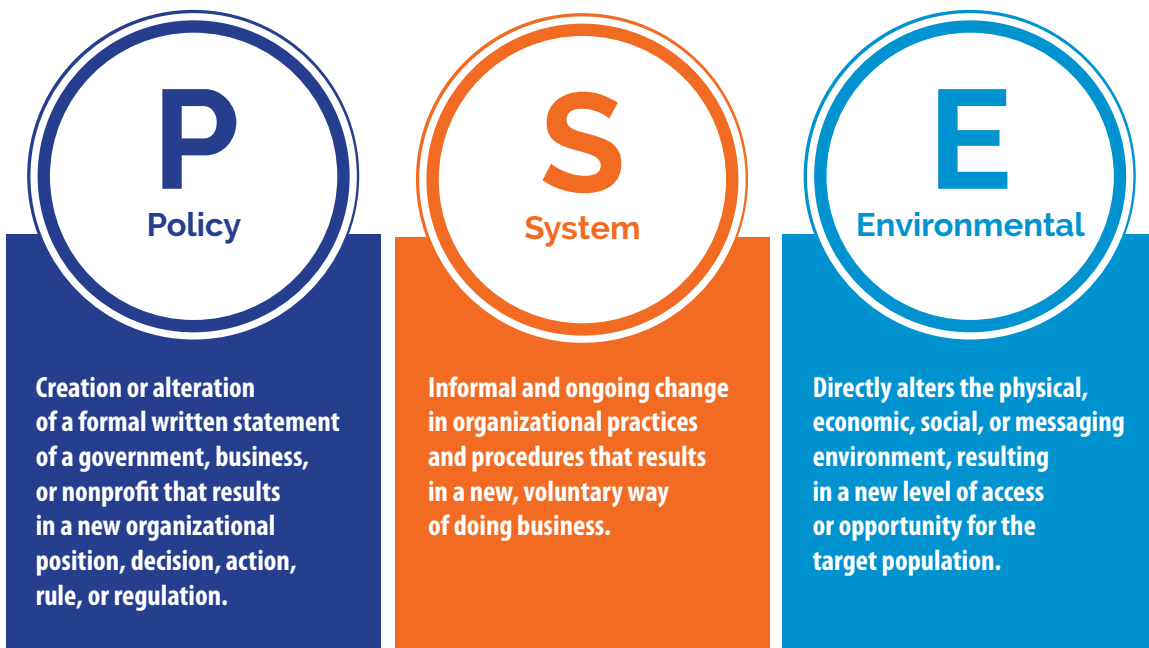 P
Policy
Creation or alteration
of a formal written statement
of a government, business,
or nonprofit that results
in a new organizational
position, decision, action,
rule, or regulation.
S
System
Informal and ongoing change
in organizational practices
and procedures that results
in a new, voluntary way
of doing business.
E
Environmental
Directly alters the physical,
economic, social, or messaging
environment, resulting
in a new level of access
or opportunity for the
target population.